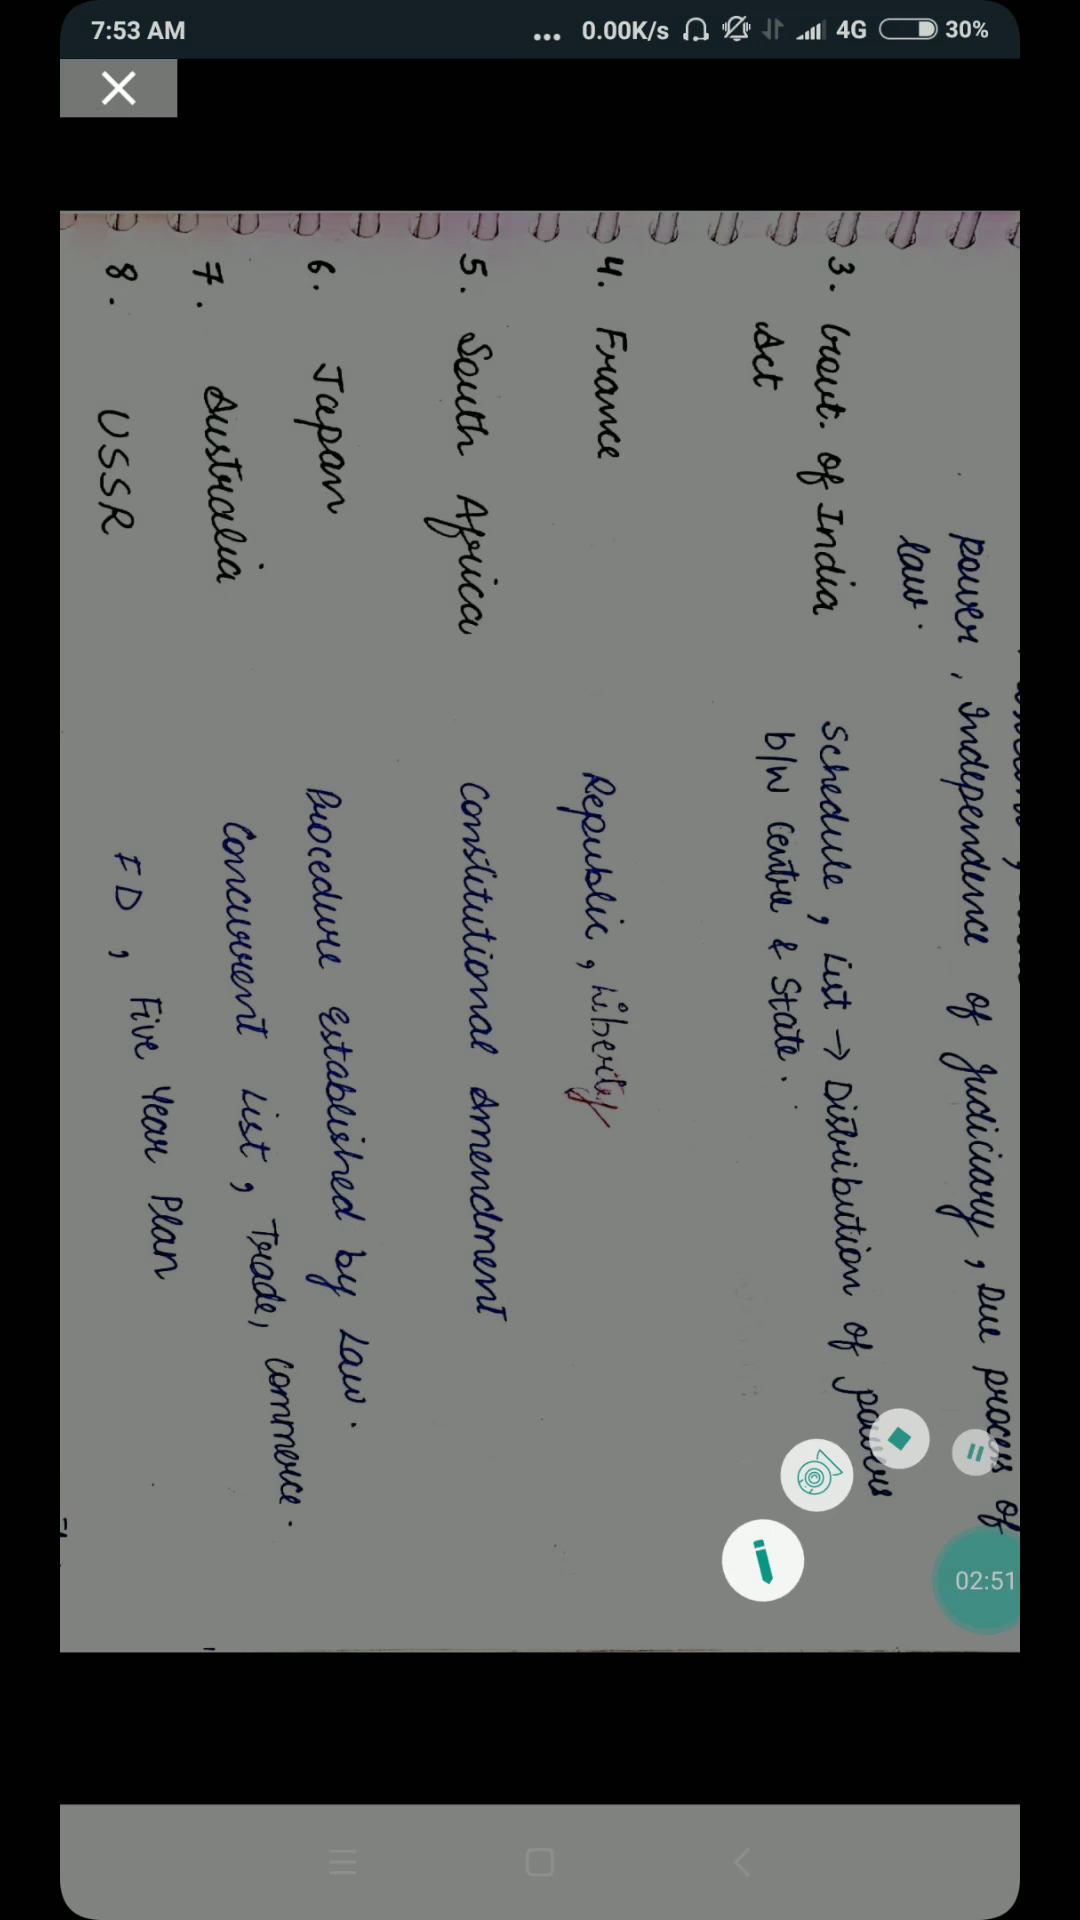 7:53 AM
... 0.00K/s 4G 30%
power, Independence of judiciary, Due process of
law.
3. Govt. of India Schedule, List → Distribution of powers
Act b/w centre & State.
4. France Republic, Liberity
5. South Africa Constitutional Amendment
6. Japan Procedure Established by Law.
7. Australia Concurrent List, Trade, Commerce.
8. USSR FD, Five Year Plan
02:51